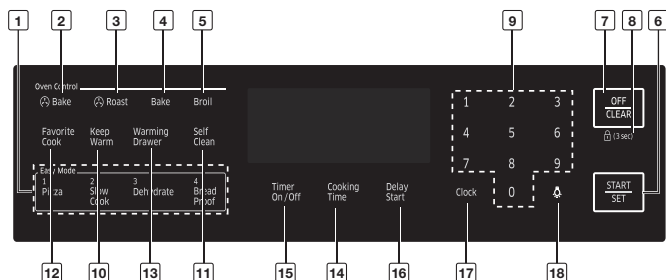 1 2 3 4 5 9 7 8 6
Oven Control
Bake Roast Bake Broil
1 2 3
OFF
CLEAR
(3 sec)
Favorite Keep Warming Self
Cook Warm Drawer Clean
4 5 6
Easy Mode
7 8 9
1 2 3 4
Pizza Slow Dehydrate Bread
Cook Proof
Timer Cooking Delay
On/Off Time Start
Clock 0
START
SET
12 10 13 11 15 14 16 17 18